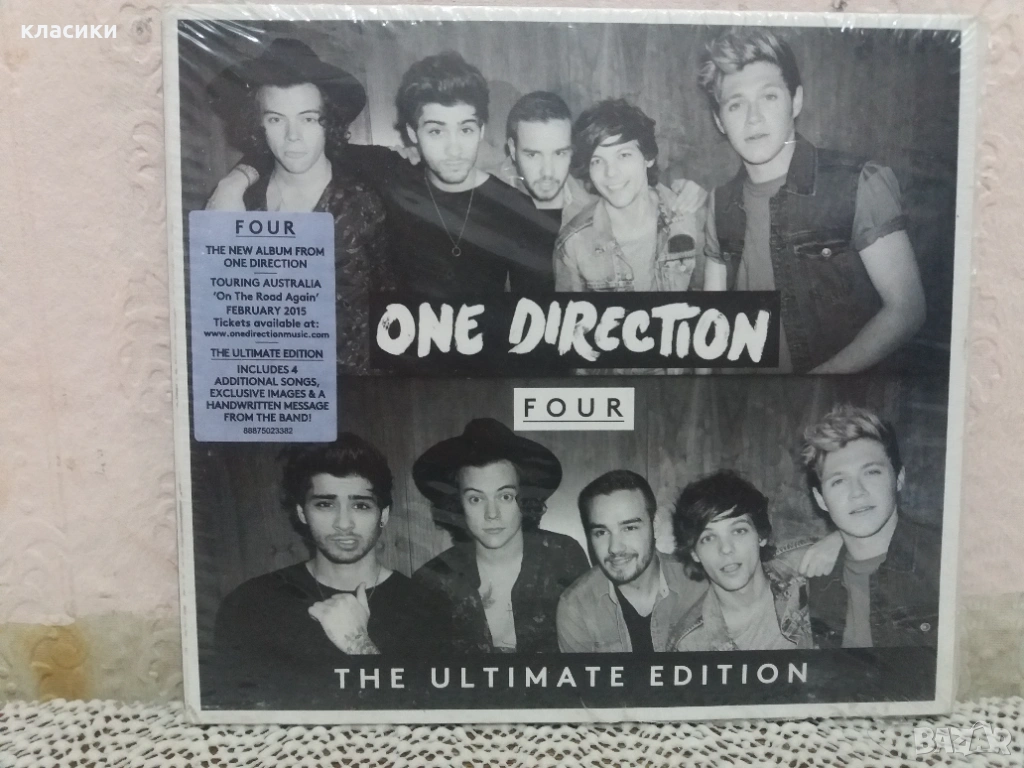 класики
FOUR
THE NEW ALBUM FROM
ONE DIRECTION
TOURING AUSTRALIA
'On The Road Again'
FEBRUARY 2015
Tickets available at:
www.onedirectionmusic.com
THE ULTIMATE EDITION
INCLUDES 4
ADDITIONAL SONGS,
EXCLUSIVE IMAGES & A
HANDWRITTEN MESSAGE
FROM THE BAND!
88875023382
ONE DIRECTION
FOUR
THE ULTIMATE EDITION
BAZAR